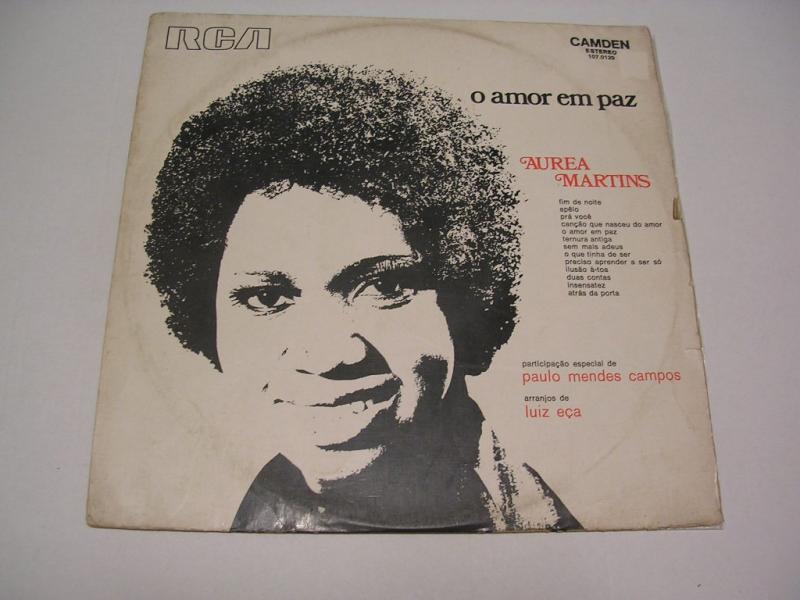 RCA
CAMDEN
ESTEREO
107.0139
o amor em paz
AUREA
MARTINS
fim de noite
apêlo
prá você
canção que nasceu do amor
o amor em paz
ternura antiga
sem mais adeus
o que tinha de ser
preciso aprender a ser só
ilusão à-toa
duas contas
insensatez
atrás da porta
participação especial de
paulo mendes campos
arranjos de
luiz eça